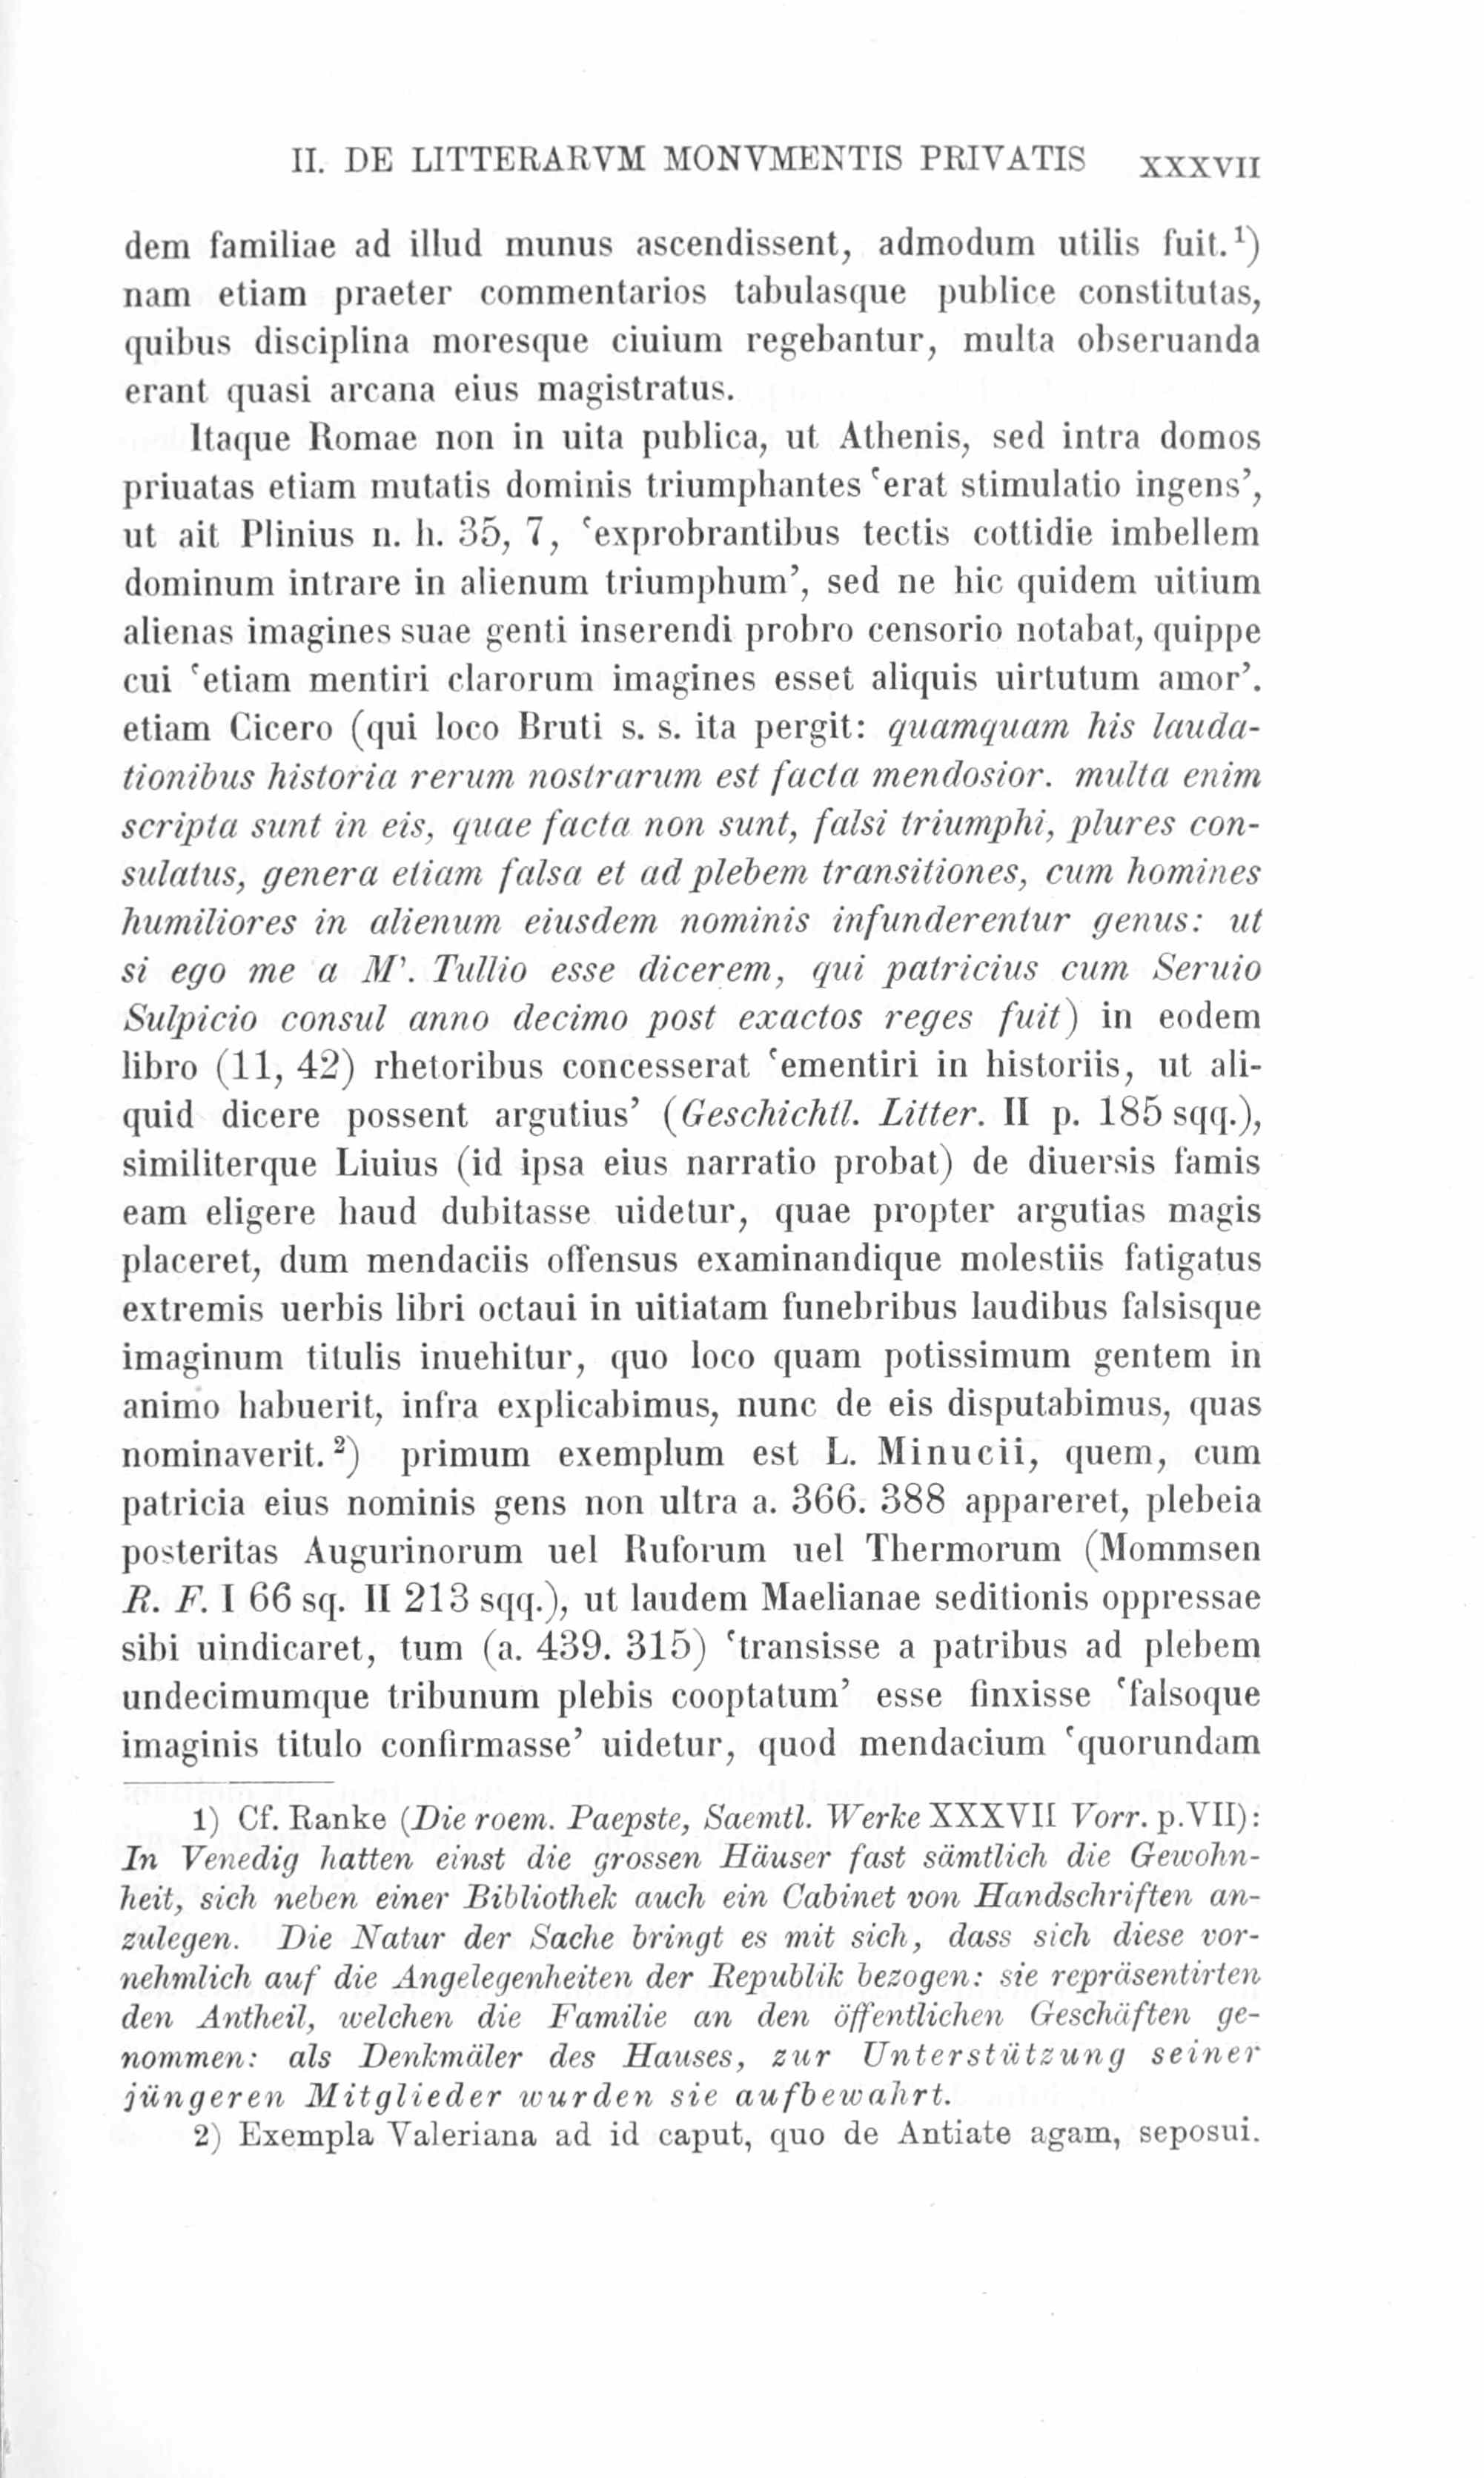 II. DE LITTERARVM MONVMENTIS PRIVATIS XXXVII
dem familiae ad illud munus ascendissent, admodum utilis fuit.¹)
nam etiam praeter commentarios tabulasque publice constitutas,
quibus disciplina moresque ciuium regebantur, multa obseruanda
erant quasi arcana eius magistratus.
Itaque Romae non in uita publica, ut Athenis, sed intra domos
priuatas etiam mutatis dominis triumphantes ‘erat stimulatio ingens’,
ut ait Plinius n. h. 35, 7, ‘exprobrantibus tectis cottidie imbellem
dominum intrare in alienum triumphum’, sed ne hic quidem uitium
alienas imagines suae genti inserendi probro censorio notabat, quippe
cui ‘etiam mentiri clarorum imagines esset aliquis uirtutum amor’.
etiam Cicero (qui loco Bruti s. s. ita pergit: quamquam his lauda-
tionibus historia rerum nostrarum est facta mendosior. multa enim
scripta sunt in eis, quae facta non sunt, falsi triumphi, plures con-
sulatus, genera etiam falsa et ad plebem transitiones, cum homines
humiliores in alienum eiusdem nominis infunderentur genus: ut
si ego me a M’. Tullio esse dicerem, qui patricius cum Seruio
Sulpicio consul anno decimo post exactos reges fuit) in eodem
libro (11, 42) rhetoribus concesserat ‘ementiri in historiis, ut ali-
quid dicere possent argutius’ (Geschichtl. Litter. II p. 185 sqq.),
similiterque Liuius (id ipsa eius narratio probat) de diuersis famis
eam eligere haud dubitasse uidetur, quae propter argutias magis
placeret, dum mendaciis offensus examinandique molestiis fatigatus
extremis uerbis libri octaui in uitiatam funebribus laudibus falsisque
imaginum titulis inuehitur, quo loco quam potissimum gentem in
animo habuerit, infra explicabimus, nunc de eis disputabimus, quas
nominaverit.²) primum exemplum est L. Minucii, quem, cum
patricia eius nominis gens non ultra a. 366. 388 appareret, plebeia
posteritas Augurinorum uel Ruforum uel Thermorum (Mommsen
R. F. I 66 sq. II 213 sqq.), ut laudem Maelianae seditionis oppressae
sibi uindicaret, tum (a. 439. 315) ‘transisse a patribus ad plebem
undecimumque tribunum plebis cooptatum’ esse finxisse ‘falsoque
imaginis titulo confirmasse’ uidetur, quod mendacium ‘quorundam
1) Cf. Ranke (Die roem. Paepste, Saemtl. Werke XXXVII Vorr. p. VII):
In Venedig hatten einst die grossen Häuser fast sämtlich die Gewohn-
heit, sich neben einer Bibliothek auch ein Cabinet von Handschriften an-
zulegen. Die Natur der Sache bringt es mit sich, dass sich diese vor-
nehmlich auf die Angelegenheiten der Republik bezogen: sie repräsentirten
den Antheil, welchen die Familie an den öffentlichen Geschäften ge-
nommen: als Denkmäler des Hauses, zur Unterstützung seiner
jüngeren Mitglieder wurden sie aufbewahrt.
2) Exempla Valeriana ad id caput, quo de Antiate agam, seposui.